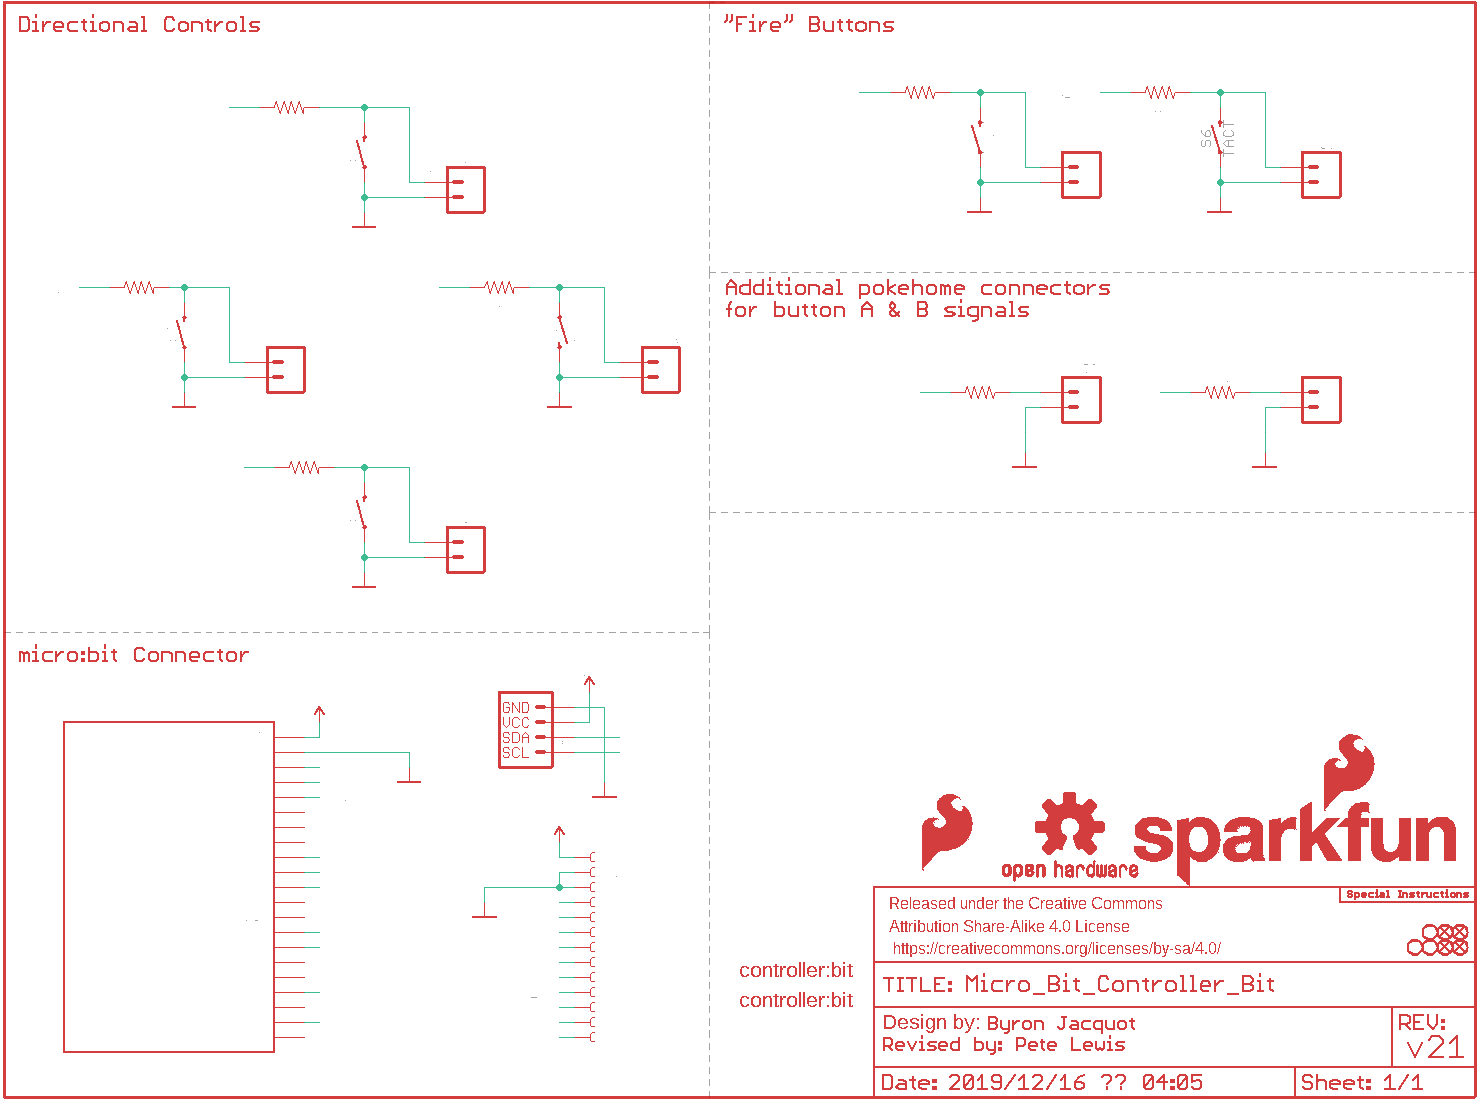 Directional Controls
"Fire" Buttons
S6
TACT
Additional pokehome connectors
for button A & B signals
micro:bit Connector
GND
VCC
SDA
SCL
open hardware
sparkfun
Released under the Creative Commons
Attribution Share-Alike 4.0 License
https://creativecommons.org/licenses/by-sa/4.0/
Special Instructions
controller:bit
controller:bit
TITLE: Micro_Bit_Controller_Bit
Design by: Byron Jacquot
Revised by: Pete Lewis
REV:
v21
Date: 2019/12/16 ?? 04:05
Sheet: 1/1